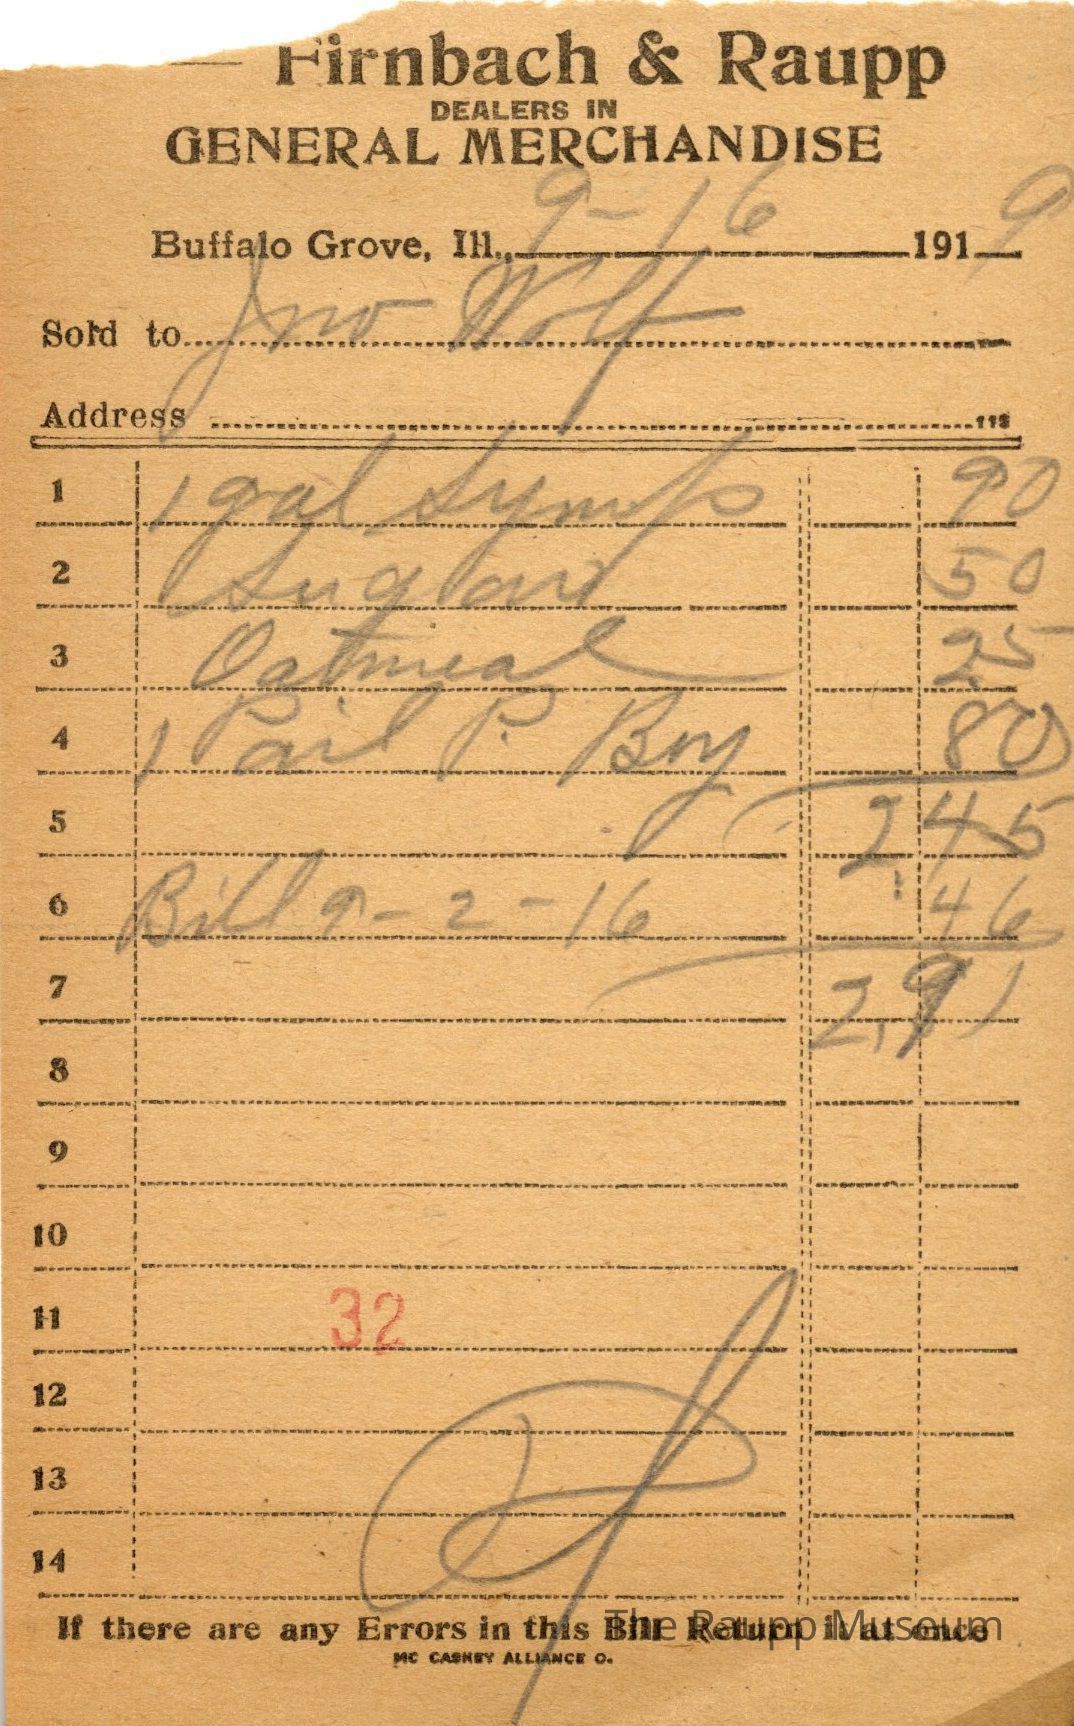 Firnbach & Raupp
DEALERS IN
GENERAL MERCHANDISE
Buffalo Grove, Ill., 9-16 1919
Sold to Jno Wolf
Address 113
1 1 gal Syrup 90
2 Sugar 50
3 Oatmeal 25
4 1 Pail P. Boy 80
5 2 45
6 Bill 9-2-16 46
7 2,91
8
9
10
11 32
12
13
14
If there are any Errors in this Bill Return it at once
The Raupp Museum
MC CASKEY ALLIANCE O.